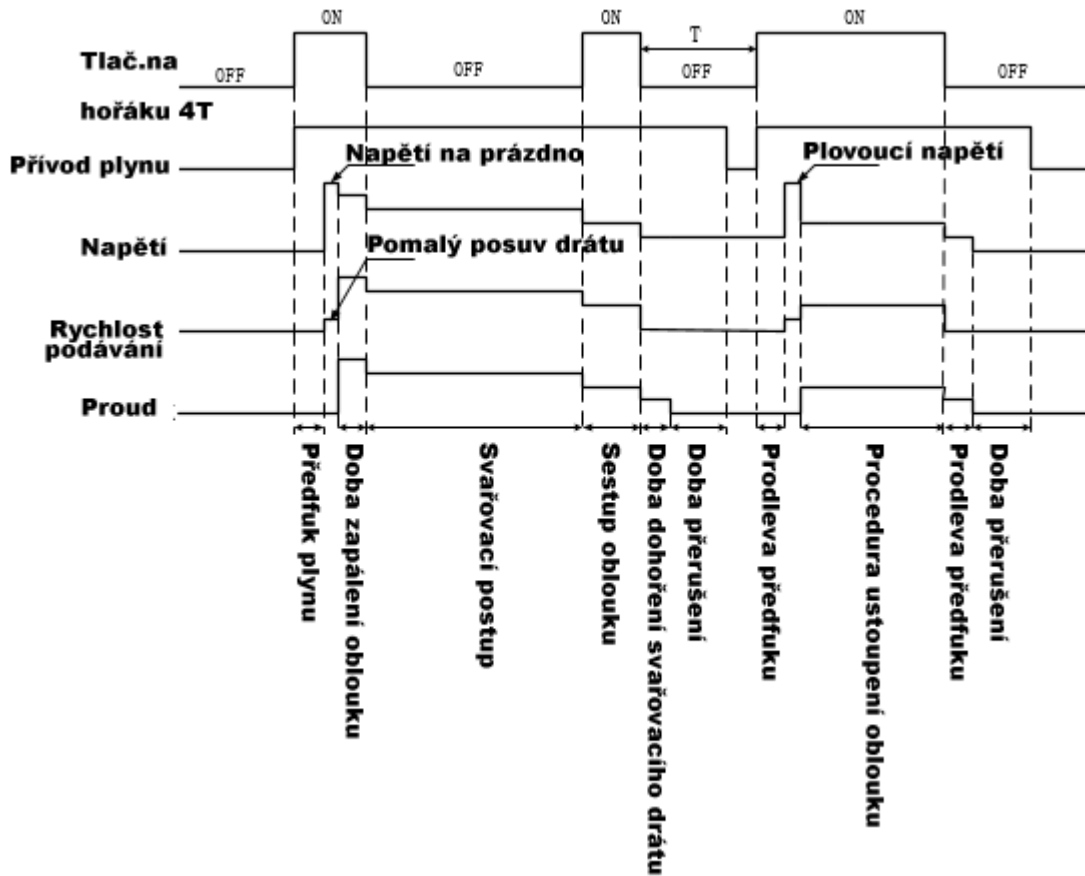 ON
ON
T
ON
Tlač.na
OFF
OFF
OFF
OFF
hořáku 4T
Přívod plynu
Napětí na prázdno
Plovoucí napětí
Napětí
Pomalý posuv drátu
Rychlost
podávání
Proud
Předfuk plynu
Doba zapálení oblouku
Svařovací postup
Sestup oblouku
Doba dohoření svařovacího drátu
Doba přerušení
Prodleva předfuku
Procedura ustoupení oblouku
Prodleva předfuku
Doba přerušení